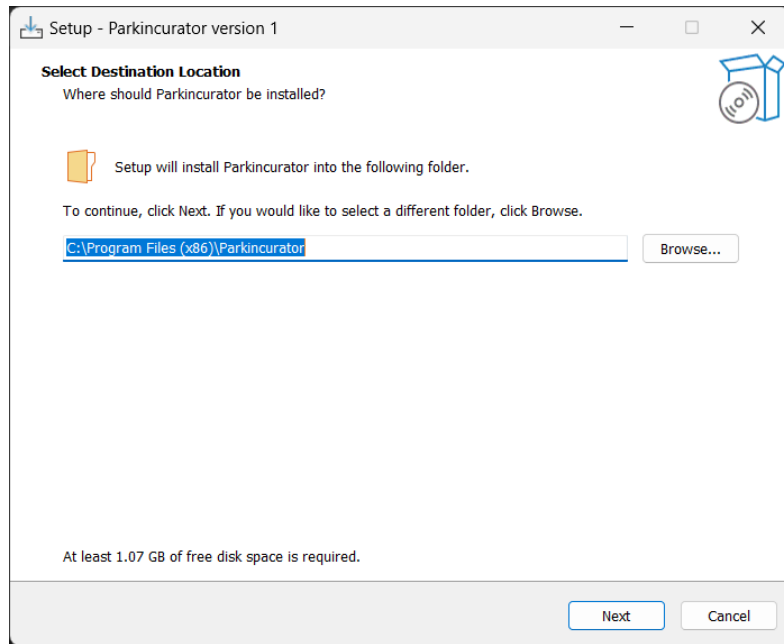 Setup - Parkincurator version 1
Select Destination Location
Where should Parkincurator be installed?
Setup will install Parkincurator into the following folder.
To continue, click Next. If you would like to select a different folder, click Browse.
C:\Program Files (x86)\Parkincurator
Browse...
At least 1.07 GB of free disk space is required.
Next
Cancel